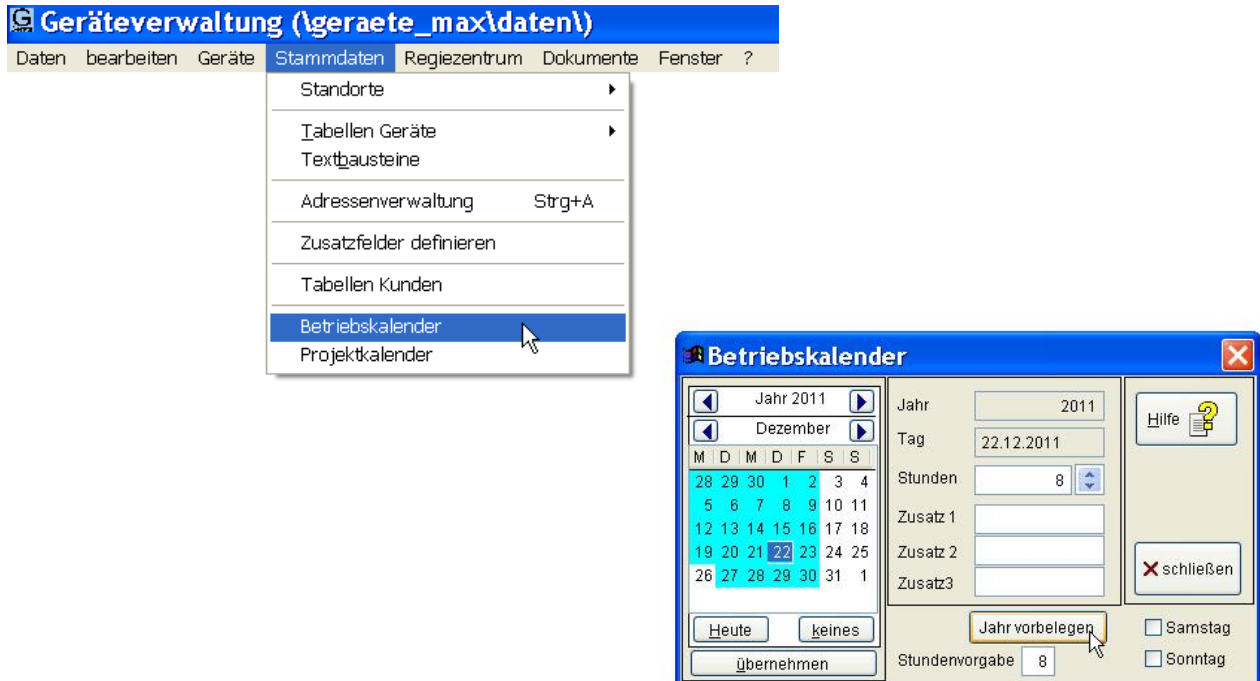 Geräteverwaltung (\geraete_max\daten\)
Daten bearbeiten Geräte Stammdaten Regiezentrum Dokumente Fenster ?
Standorte
Tabellen Geräte
Textbausteine
Adressenverwaltung Strg+A
Zusatzfelder definieren
Tabellen Kunden
Betriebskalender
Projektkalender
Betriebskalender
Jahr 2011
Dezember
M D M D F S S
28 29 30 1 2 3 4
5 6 7 8 9 10 11
12 13 14 15 16 17 18
19 20 21 22 23 24 25
26 27 28 29 30 31 1
Heute keines
übernehmen
Jahr 2011
Tag 22.12.2011
Stunden 8
Zusatz 1
Zusatz 2
Zusatz3
Jahr vorbelegen
Stundenvorgabe 8
Hilfe
schließen
Samstag
Sonntag